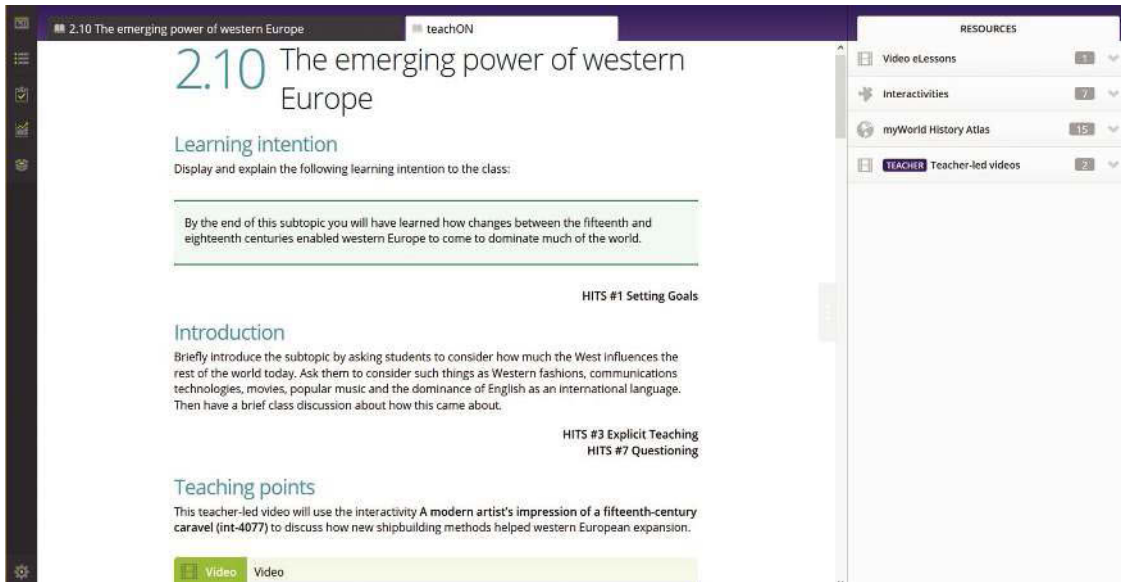 2.10 The emerging power of western Europe
teachON
2.10 The emerging power of western
Europe
Learning intention
Display and explain the following learning intention to the class:
By the end of this subtopic you will have learned how changes between the fifteenth and
eighteenth centuries enabled western Europe to come to dominate much of the world.
HITS #1 Setting Goals
Introduction
Briefly introduce the subtopic by asking students to consider how much the West influences the
rest of the world today. Ask them to consider such things as Western fashions, communications
technologies, movies, popular music and the dominance of English as an international language.
Then have a brief class discussion about how this came about.
HITS #3 Explicit Teaching
HITS #7 Questioning
Teaching points
This teacher-led video will use the interactivity A modern artist's impression of a fifteenth-century
caravel (int-4077) to discuss how new shipbuilding methods helped western European expansion.
Video Video
RESOURCES
Video eLessons 1
Interactivities 7
myWorld History Atlas 15
TEACHER Teacher-led videos 2